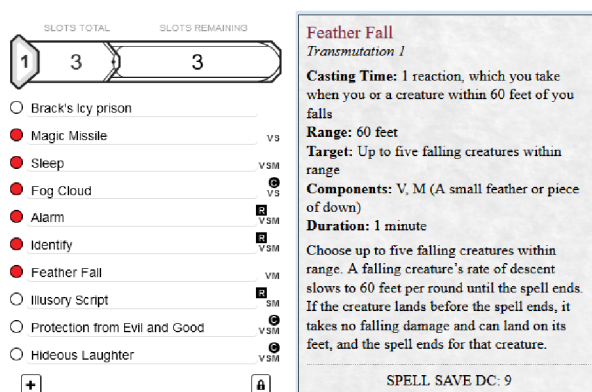 SLOTS TOTAL SLOTS REMAINING
1 3 3
Brack's Icy prison
Magic Missile VS
Sleep VSM
Fog Cloud C VS
Alarm R VSM
Identify R VSM
Feather Fall VM
Illusory Script R SM
Protection from Evil and Good C VSM
Hideous Laughter C VSM
+
Feather Fall
Transmutation 1
Casting Time: 1 reaction, which you take
when you or a creature within 60 feet of you
falls
Range: 60 feet
Target: Up to five falling creatures within
range
Components: V, M (A small feather or piece
of down)
Duration: 1 minute
Choose up to five falling creatures within
range. A falling creature's rate of descent
slows to 60 feet per round until the spell ends.
If the creature lands before the spell ends, it
takes no falling damage and can land on its
feet, and the spell ends for that creature.
SPELL SAVE DC: 9